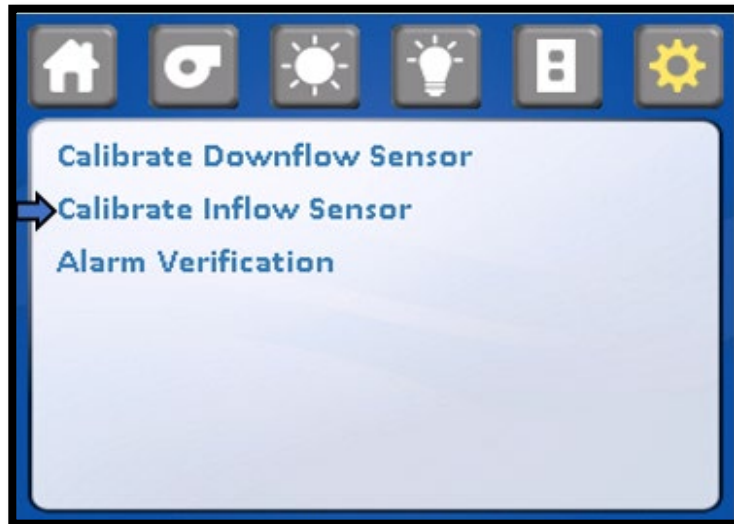 Calibrate Downflow Sensor
Calibrate Inflow Sensor
Alarm Verification